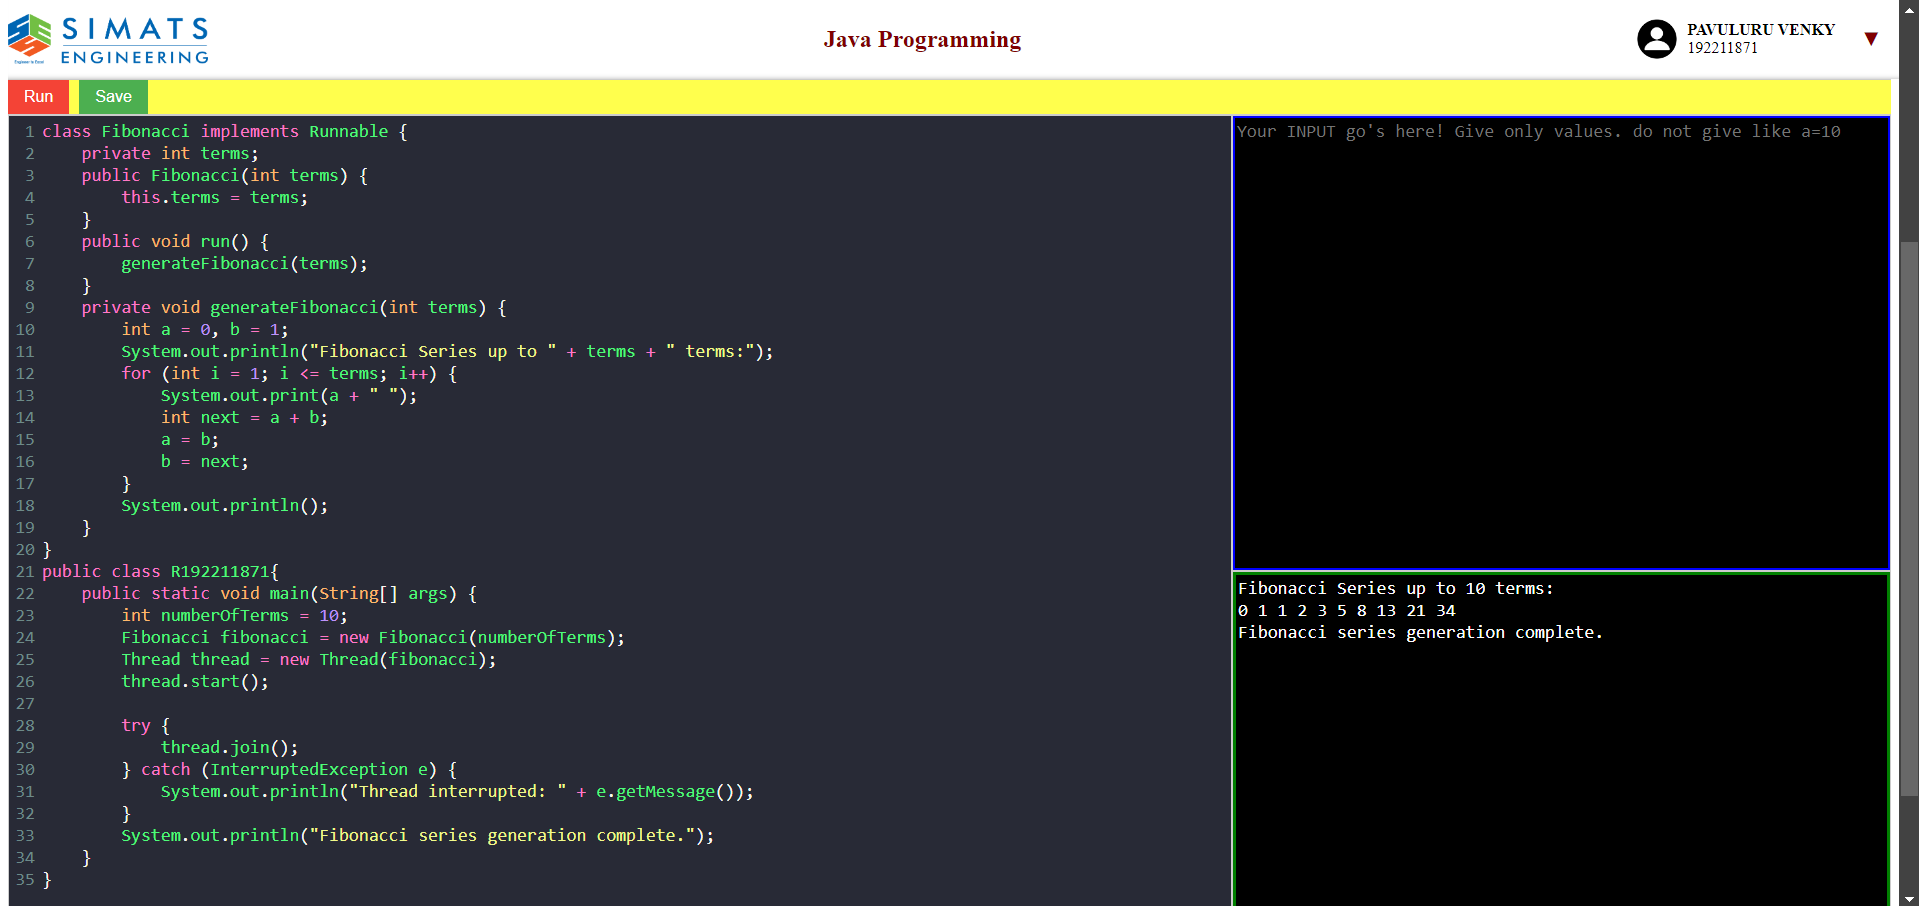 SIMATS
ENGINEERING
Engineer to Excel
Java Programming
PAVULURU VENKY
192211871
▼
Run
Save
1 class Fibonacci implements Runnable {
2     private int terms;
3     public Fibonacci(int terms) {
4         this.terms = terms;
5     }
6     public void run() {
7         generateFibonacci(terms);
8     }
9     private void generateFibonacci(int terms) {
10         int a = 0, b = 1;
11         System.out.println("Fibonacci Series up to " + terms + " terms:");
12         for (int i = 1; i <= terms; i++) {
13             System.out.print(a + " ");
14             int next = a + b;
15             a = b;
16             b = next;
17         }
18         System.out.println();
19     }
20 }
21 public class R192211871{
22     public static void main(String[] args) {
23         int numberOfTerms = 10;
24         Fibonacci fibonacci = new Fibonacci(numberOfTerms);
25         Thread thread = new Thread(fibonacci);
26         thread.start();
27
28         try {
29             thread.join();
30         } catch (InterruptedException e) {
31             System.out.println("Thread interrupted: " + e.getMessage());
32         }
33         System.out.println("Fibonacci series generation complete.");
34     }
35 }
Your INPUT go's here! Give only values. do not give like a=10
Fibonacci Series up to 10 terms:
0 1 1 2 3 5 8 13 21 34
Fibonacci series generation complete.